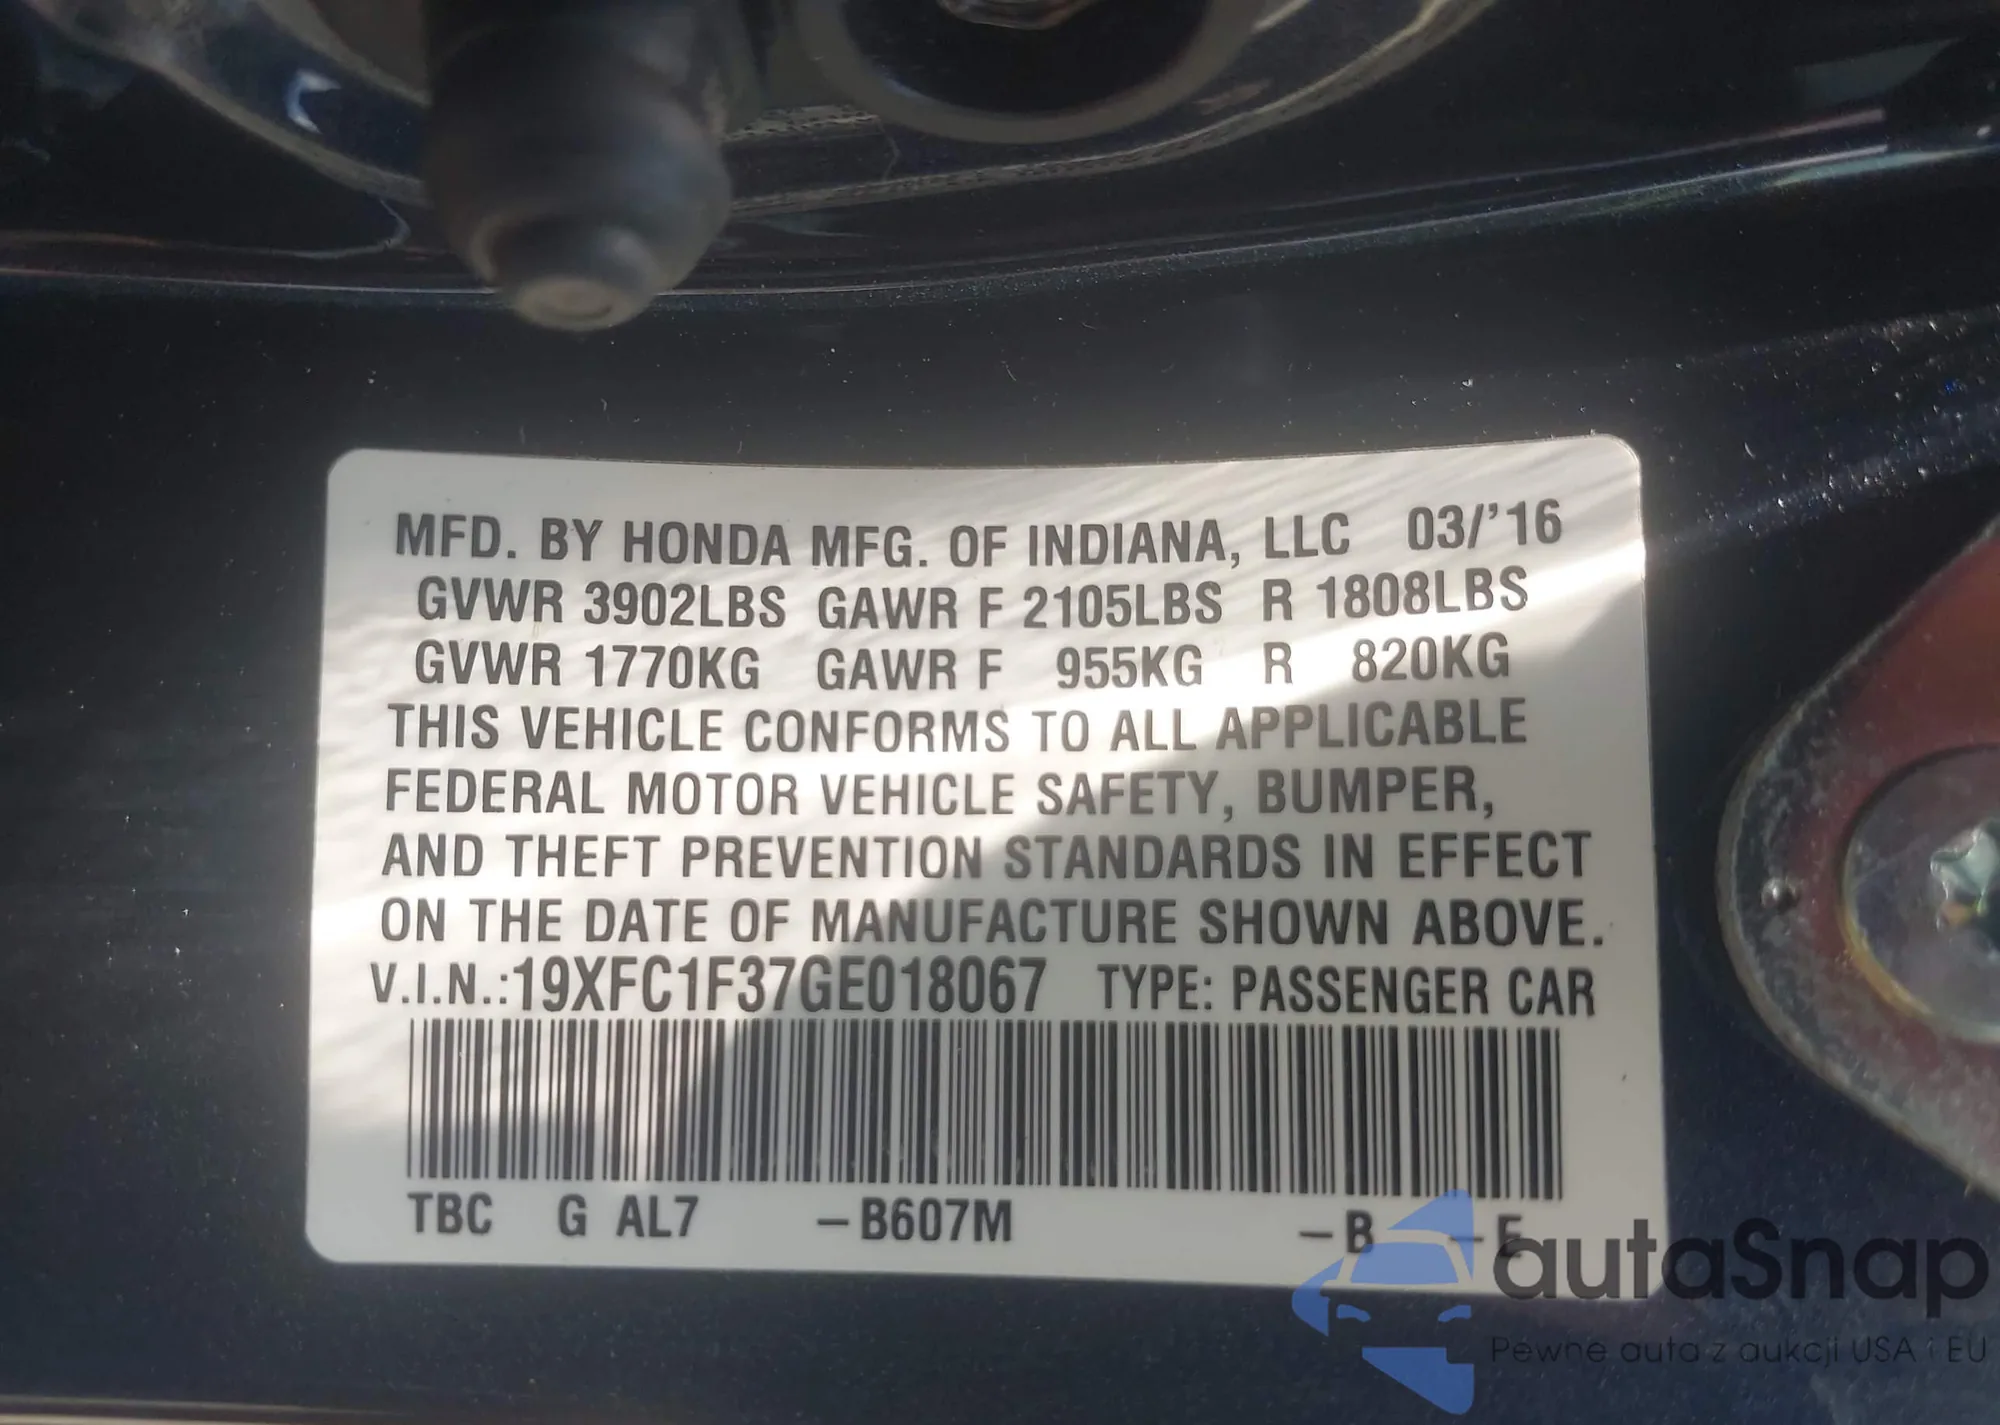 MFD. BY HONDA MFG. OF INDIANA, LLC 03/'16
GVWR 3902LBS GAWR F 2105LBS R 1808LBS
GVWR 1770KG GAWR F 955KG R 820KG
THIS VEHICLE CONFORMS TO ALL APPLICABLE
FEDERAL MOTOR VEHICLE SAFETY, BUMPER,
AND THEFT PREVENTION STANDARDS IN EFFECT
ON THE DATE OF MANUFACTURE SHOWN ABOVE.
V.I.N.:19XFC1F37GE018067 TYPE: PASSENGER CAR
TBC G AL7 –B607M –B –E
autaSnap
Pewne auta z aukcji USA i EU